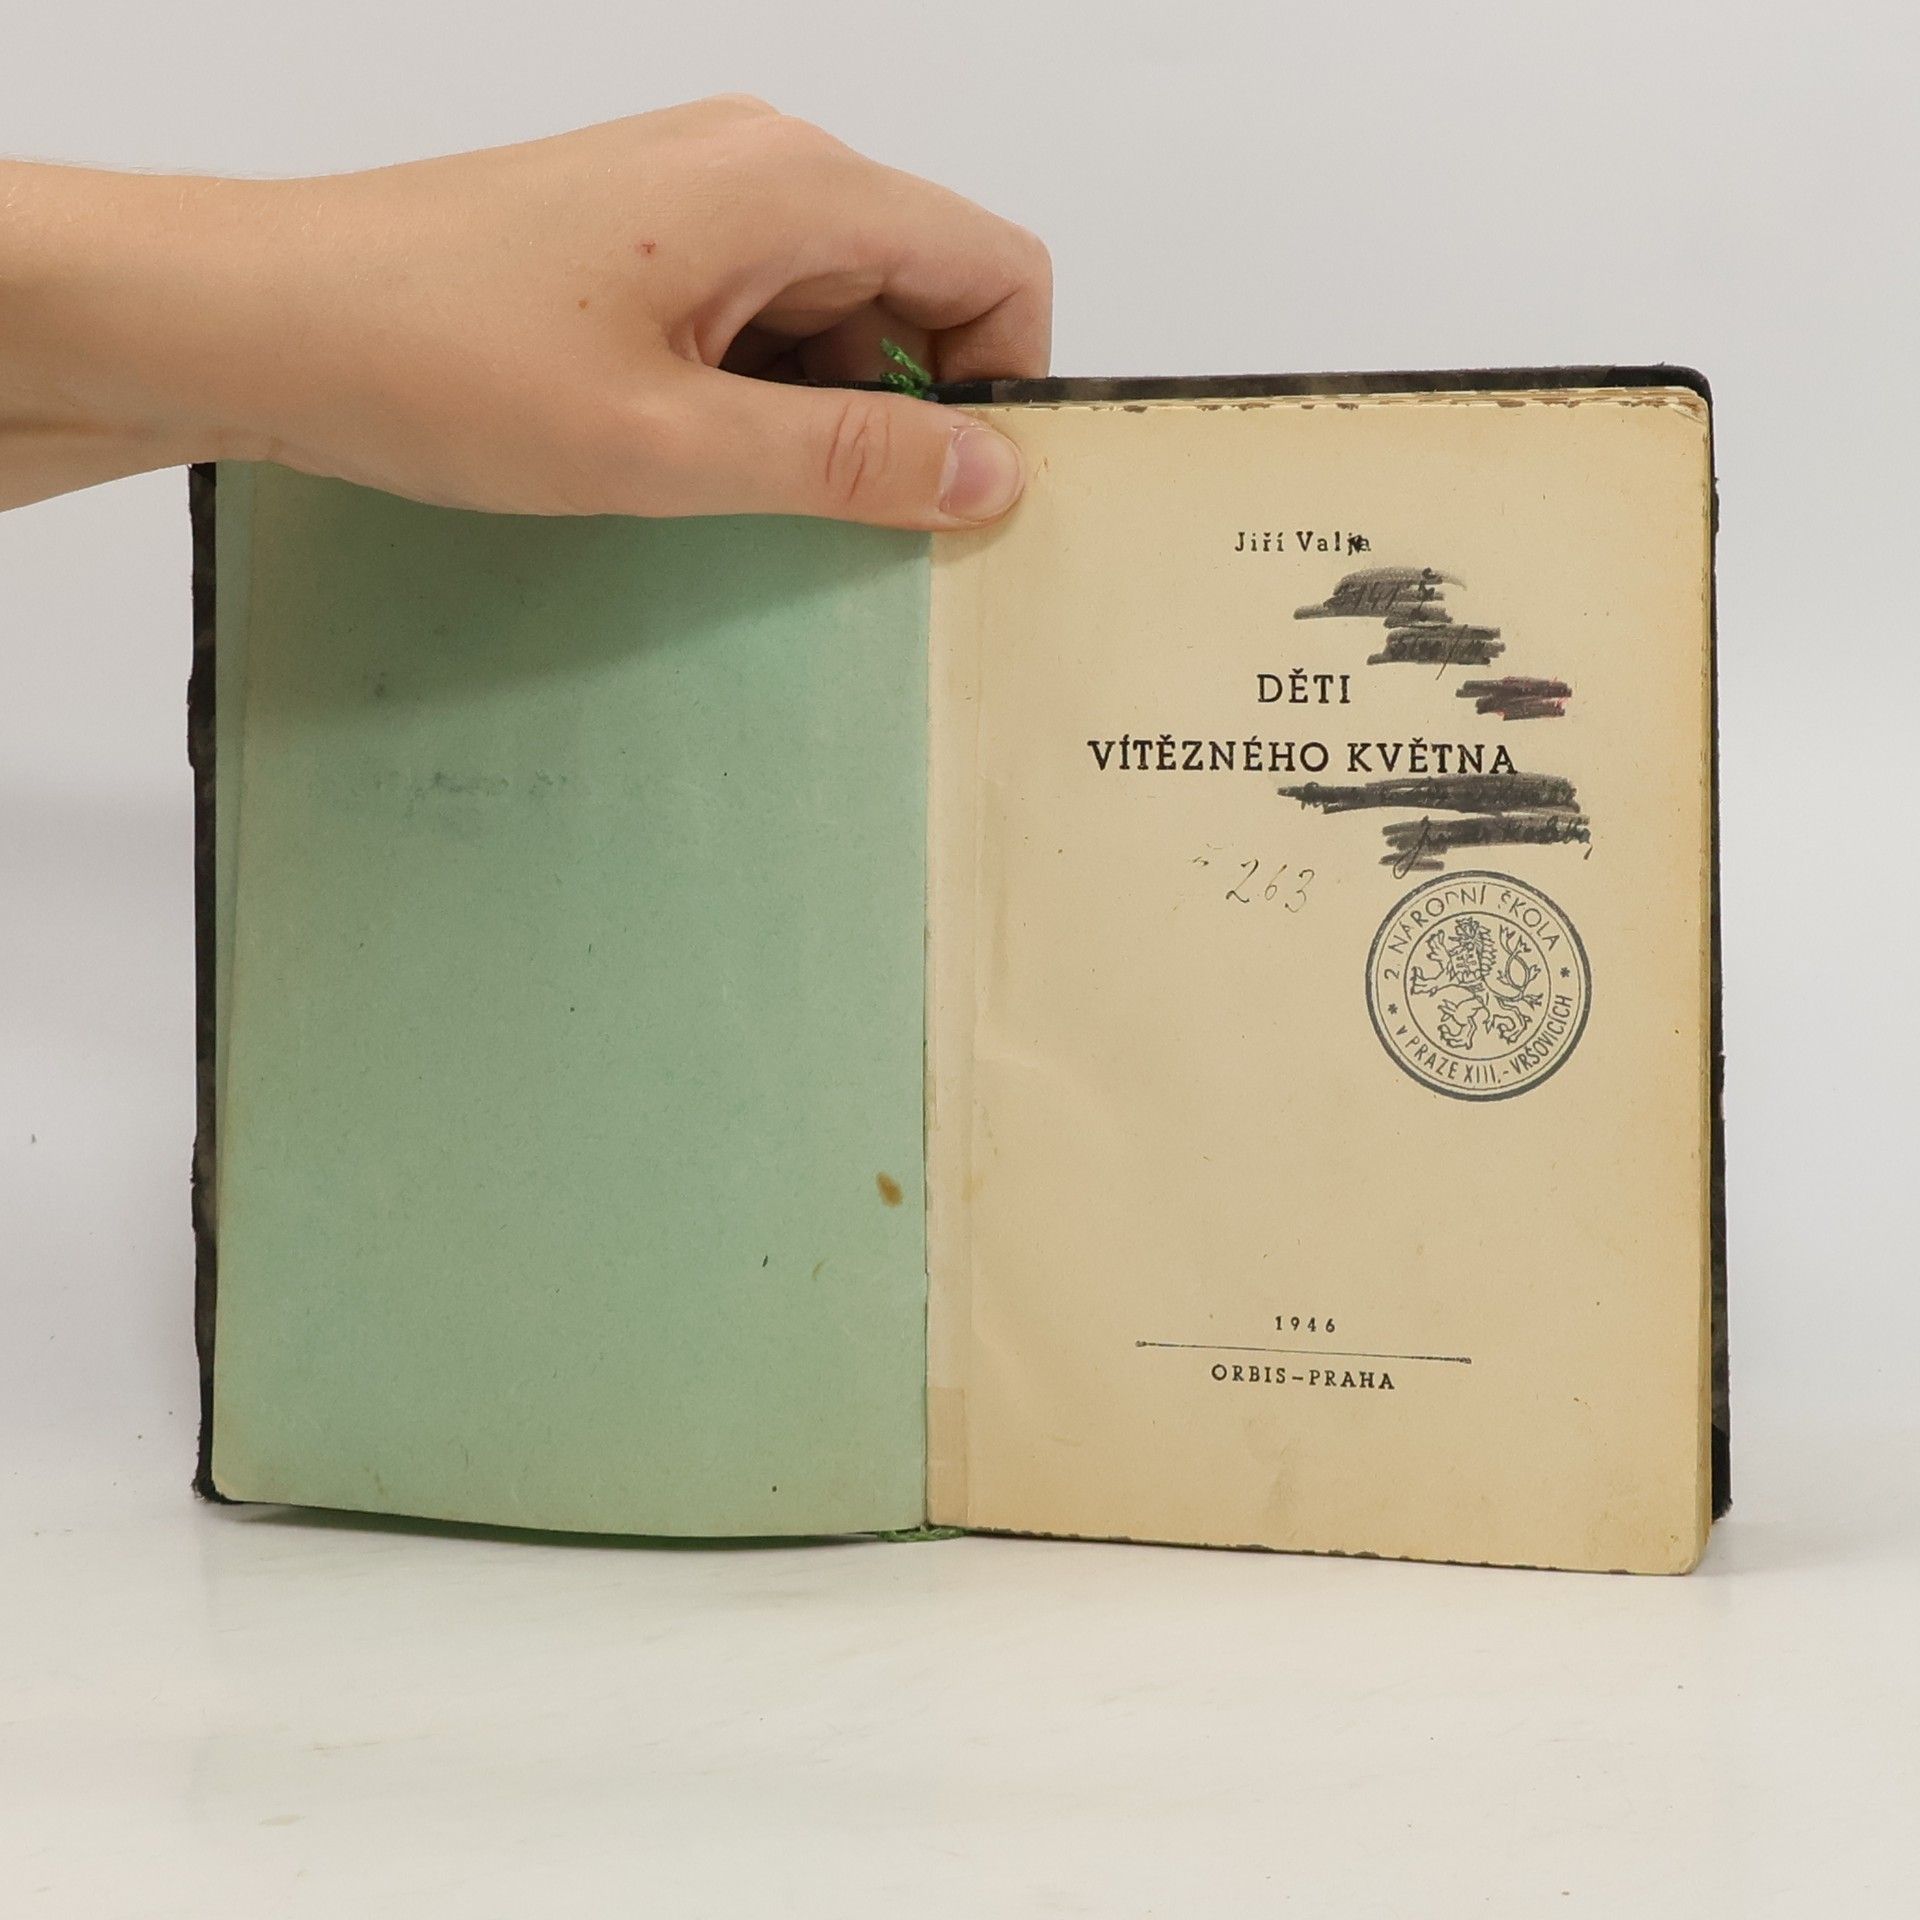 Jiří Valja
DĚTI
VÍTĚZNÉHO KVĚTNA
263
2. NÁRODNÍ ŠKOLA
* V PRAZE XIII.-VRŠOVICÍCH *
1946
ORBIS–PRAHA